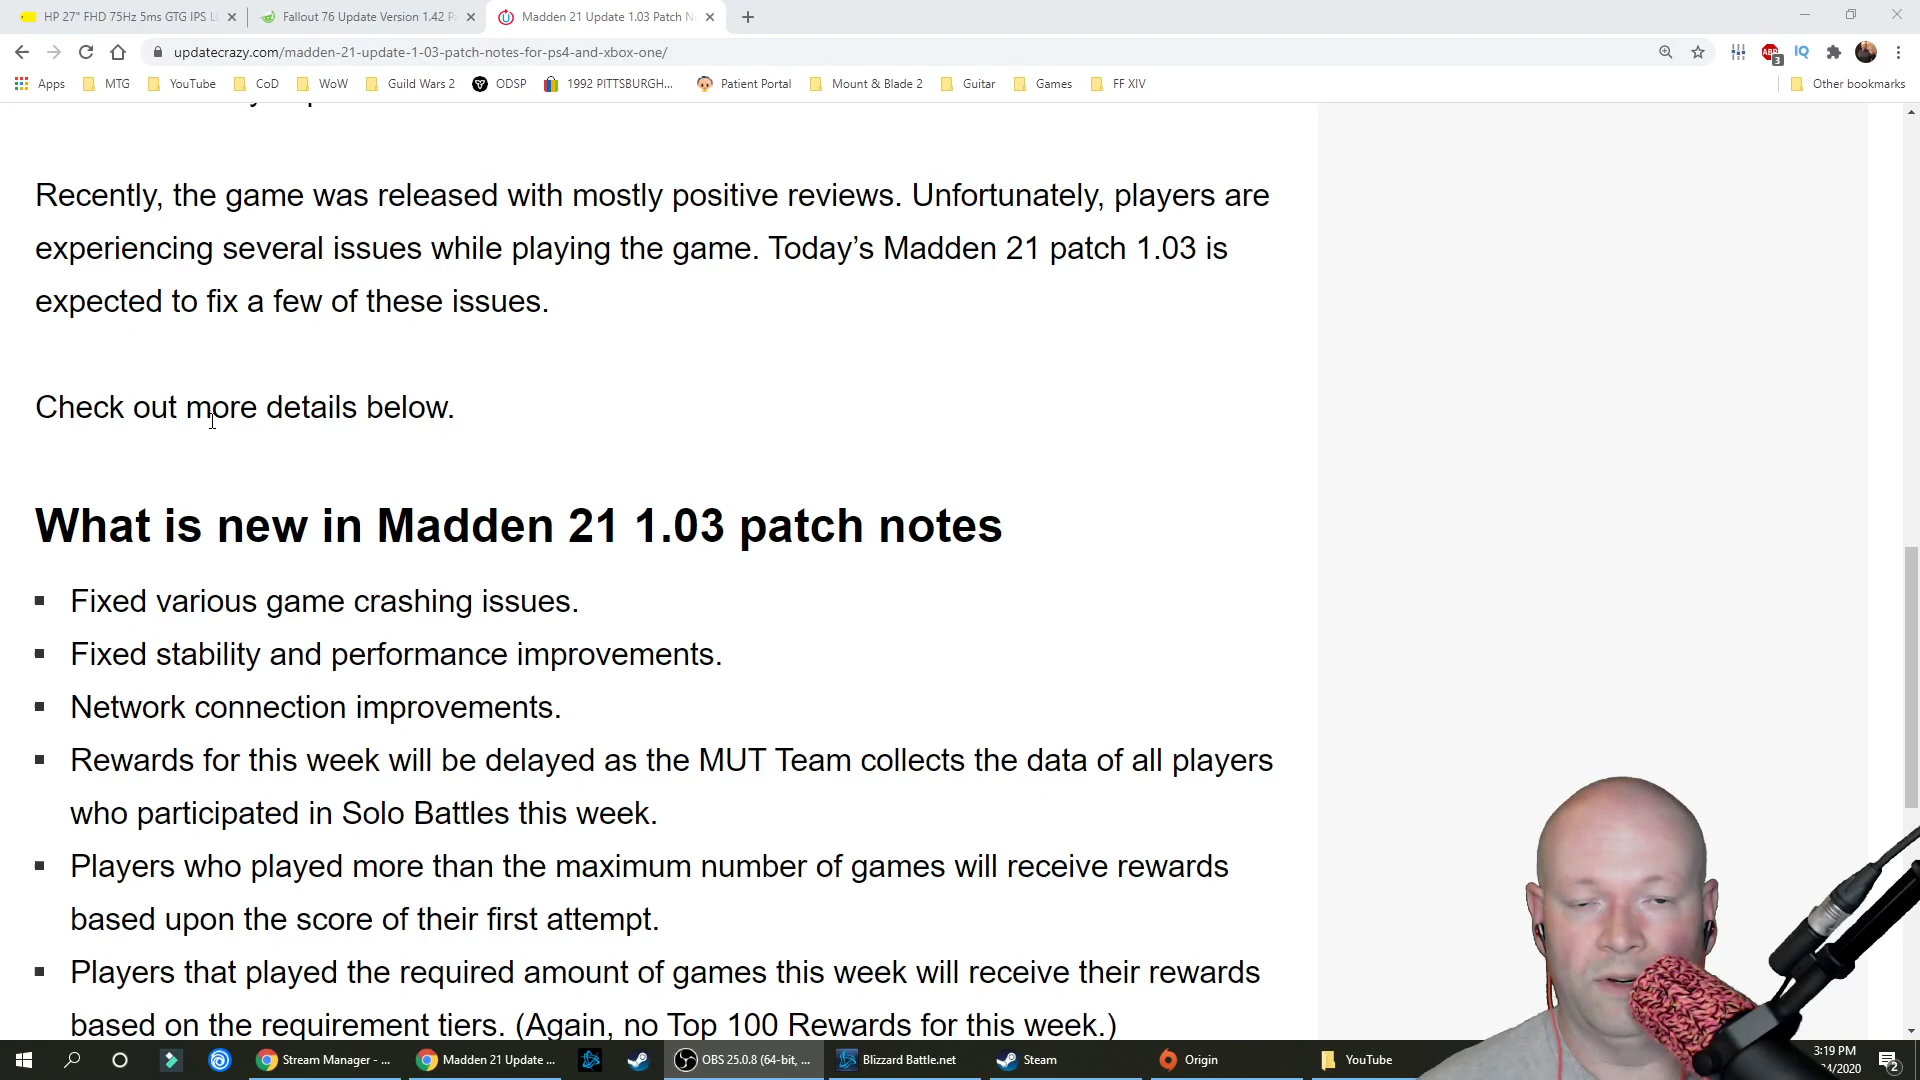 HP 27" FHD 75Hz 5ms GTG IPS L
Fallout 76 Update Version 1.42 Pa
Madden 21 Update 1.03 Patch N
updatecrazy.com/madden-21-update-1-03-patch-notes-for-ps4-and-xbox-one/
ABP
3
IQ
Apps MTG YouTube CoD WoW Guild Wars 2 ODSP 1992 PITTSBURGH... Patient Portal Mount & Blade 2 Guitar Games FF XIV Other bookmarks
Recently, the game was released with mostly positive reviews. Unfortunately, players are
experiencing several issues while playing the game. Today’s Madden 21 patch 1.03 is
expected to fix a few of these issues.
Check out more details below.
What is new in Madden 21 1.03 patch notes
▪ Fixed various game crashing issues.
▪ Fixed stability and performance improvements.
▪ Network connection improvements.
▪ Rewards for this week will be delayed as the MUT Team collects the data of all players
who participated in Solo Battles this week.
▪ Players who played more than the maximum number of games will receive rewards
based upon the score of their first attempt.
▪ Players that played the required amount of games this week will receive their rewards
based on the requirement tiers. (Again, no Top 100 Rewards for this week.)
Stream Manager - ... Madden 21 Update ... OBS 25.0.8 (64-bit, ... Blizzard Battle.net Steam Origin YouTube
3:19 PM
4/2020
2